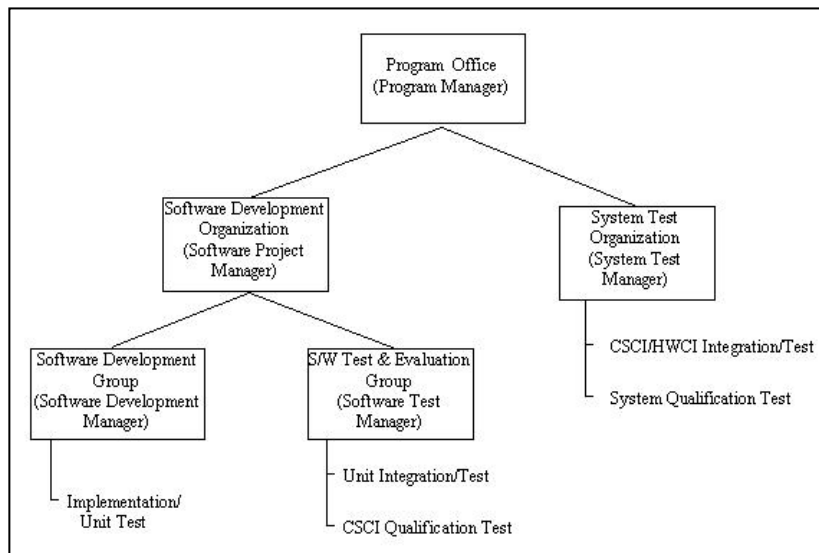 Program Office
(Program Manager)
Software Development
Organization
(Software Project
Manager)
System Test
Organization
(System Test
Manager)
Software Development
Group
(Software Development
Manager)
S/W Test & Evaluation
Group
(Software Test
Manager)
CSCI/HWCI Integration/Test
System Qualification Test
Implementation/
Unit Test
Unit Integration/Test
CSCI Qualification Test